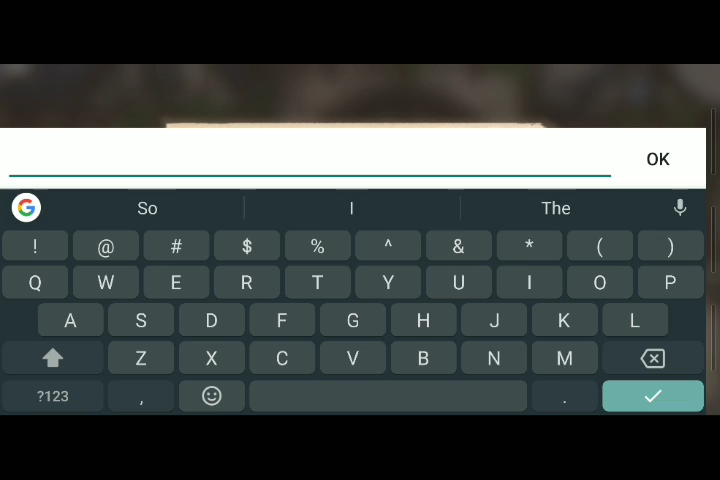 OK
G So I The
! @ # $ % ^ & * ( )
Q W E R T Y U I O P
A S D F G H J K L
Z X C V B N M
?123 , .